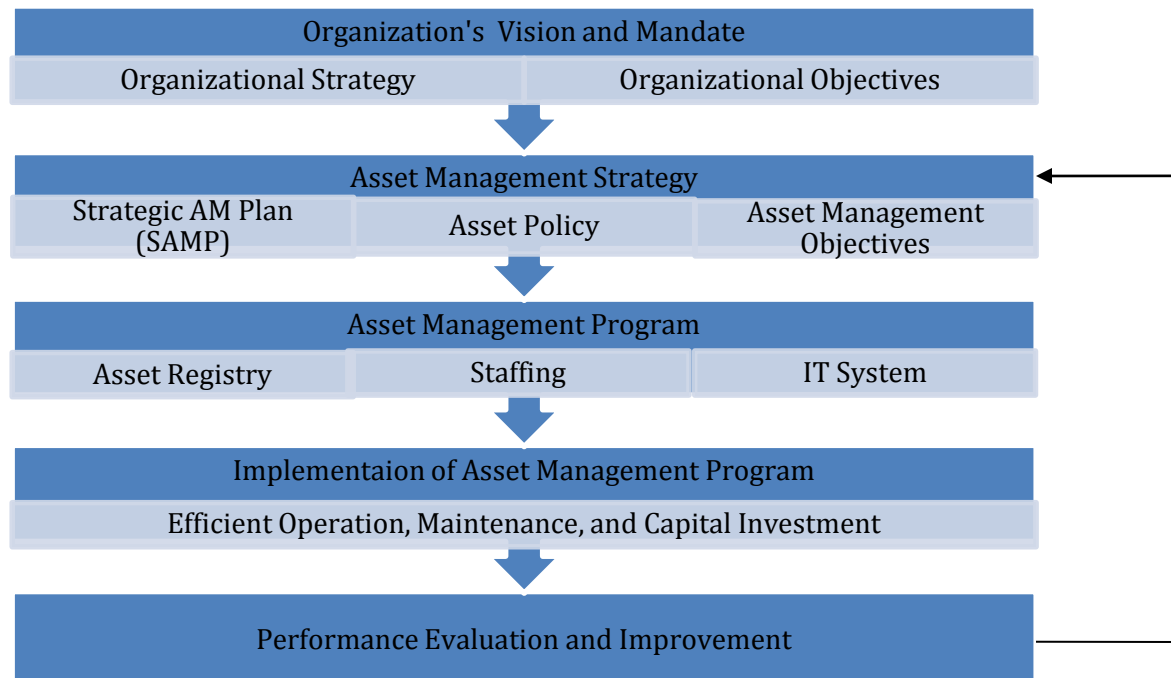 Organization's Vision and Mandate
Organizational Strategy
Organizational Objectives
Asset Management Strategy
Strategic AM Plan
(SAMP)
Asset Policy
Asset Management
Objectives
Asset Management Program
Asset Registry
Staffing
IT System
Implementaion of Asset Management Program
Efficient Operation, Maintenance, and Capital Investment
Performance Evaluation and Improvement